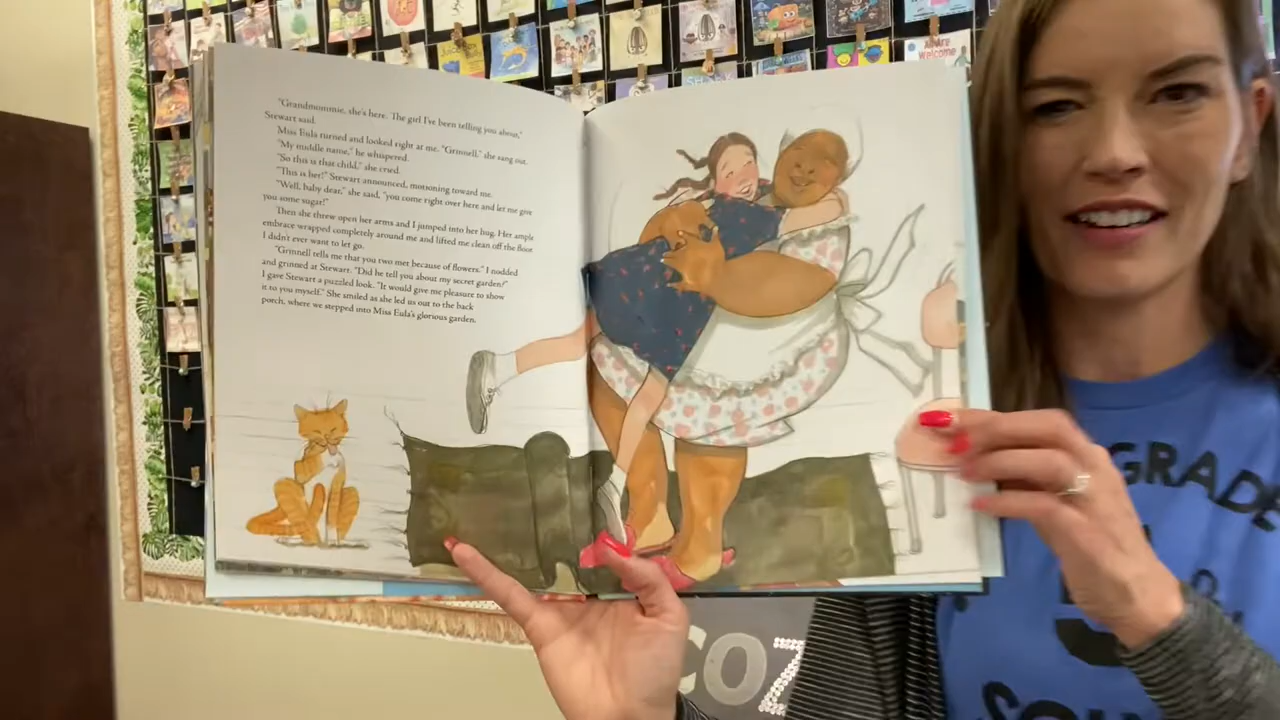 "Grandmommie, she's here. The girl I've been telling you about,"
Stewart said.
Miss Eula turned and looked right at me. "Grinnell," she sang out.
"My middle name," he whispered.
"So this is that child," she cried.
"This is her!" Stewart announced, motioning toward me.
"Well, baby dear," she said, "you come right over here and let me give
you some sugar!"
Then she threw open her arms and I jumped into her hug. Her ample
embrace wrapped completely around me and lifted me clean off the floor.
I didn't ever want to let go.
"Grinnell tells me that you two met because of flowers." I nodded
and grinned at Stewart. "Did he tell you about my secret garden?"
I gave Stewart a puzzled look. "It would give me pleasure to show
it to you myself." She smiled as she led us out to the back
porch, where we stepped into Miss Eula's glorious garden.
GRADE
COZ